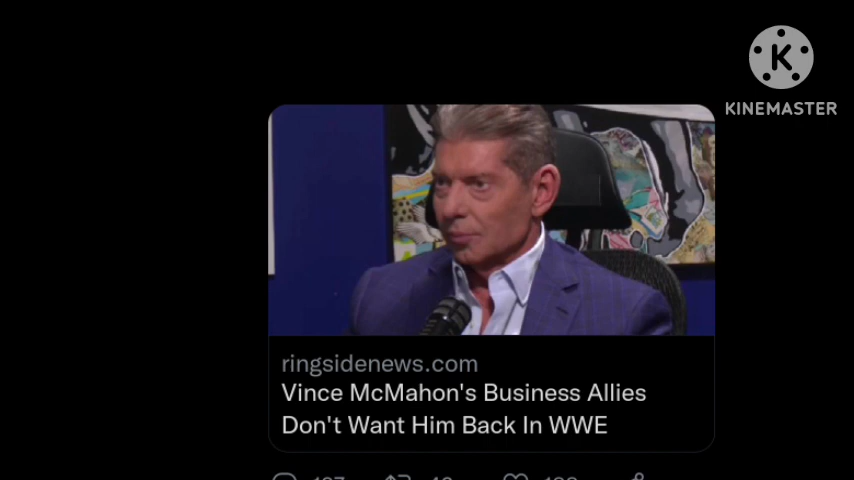 K
KINEMASTER
ringsidenews.com
Vince McMahon's Business Allies
Don't Want Him Back In WWE